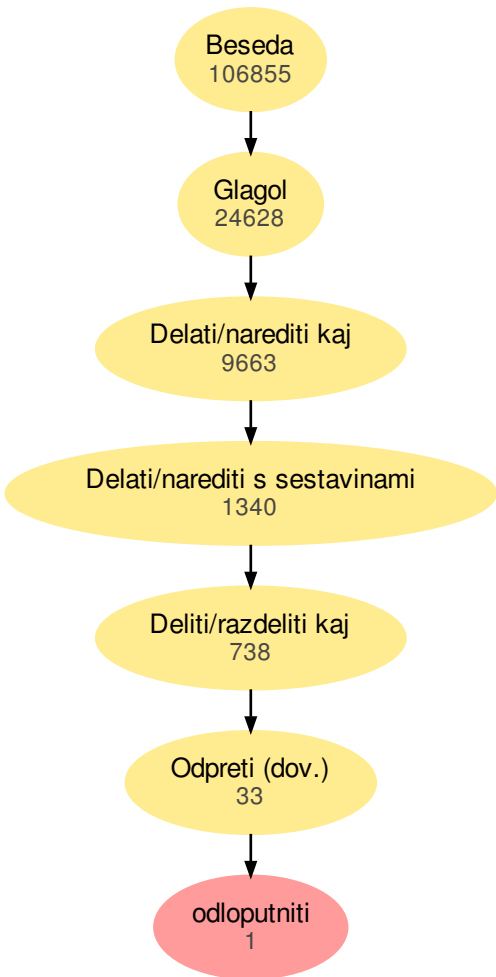 Beseda
106855
Glagol
24628
Delati/narediti kaj
9663
Delati/narediti s sestavinami
1340
Deliti/razdeliti kaj
738
Odpreti (dov.)
33
odloputniti
1